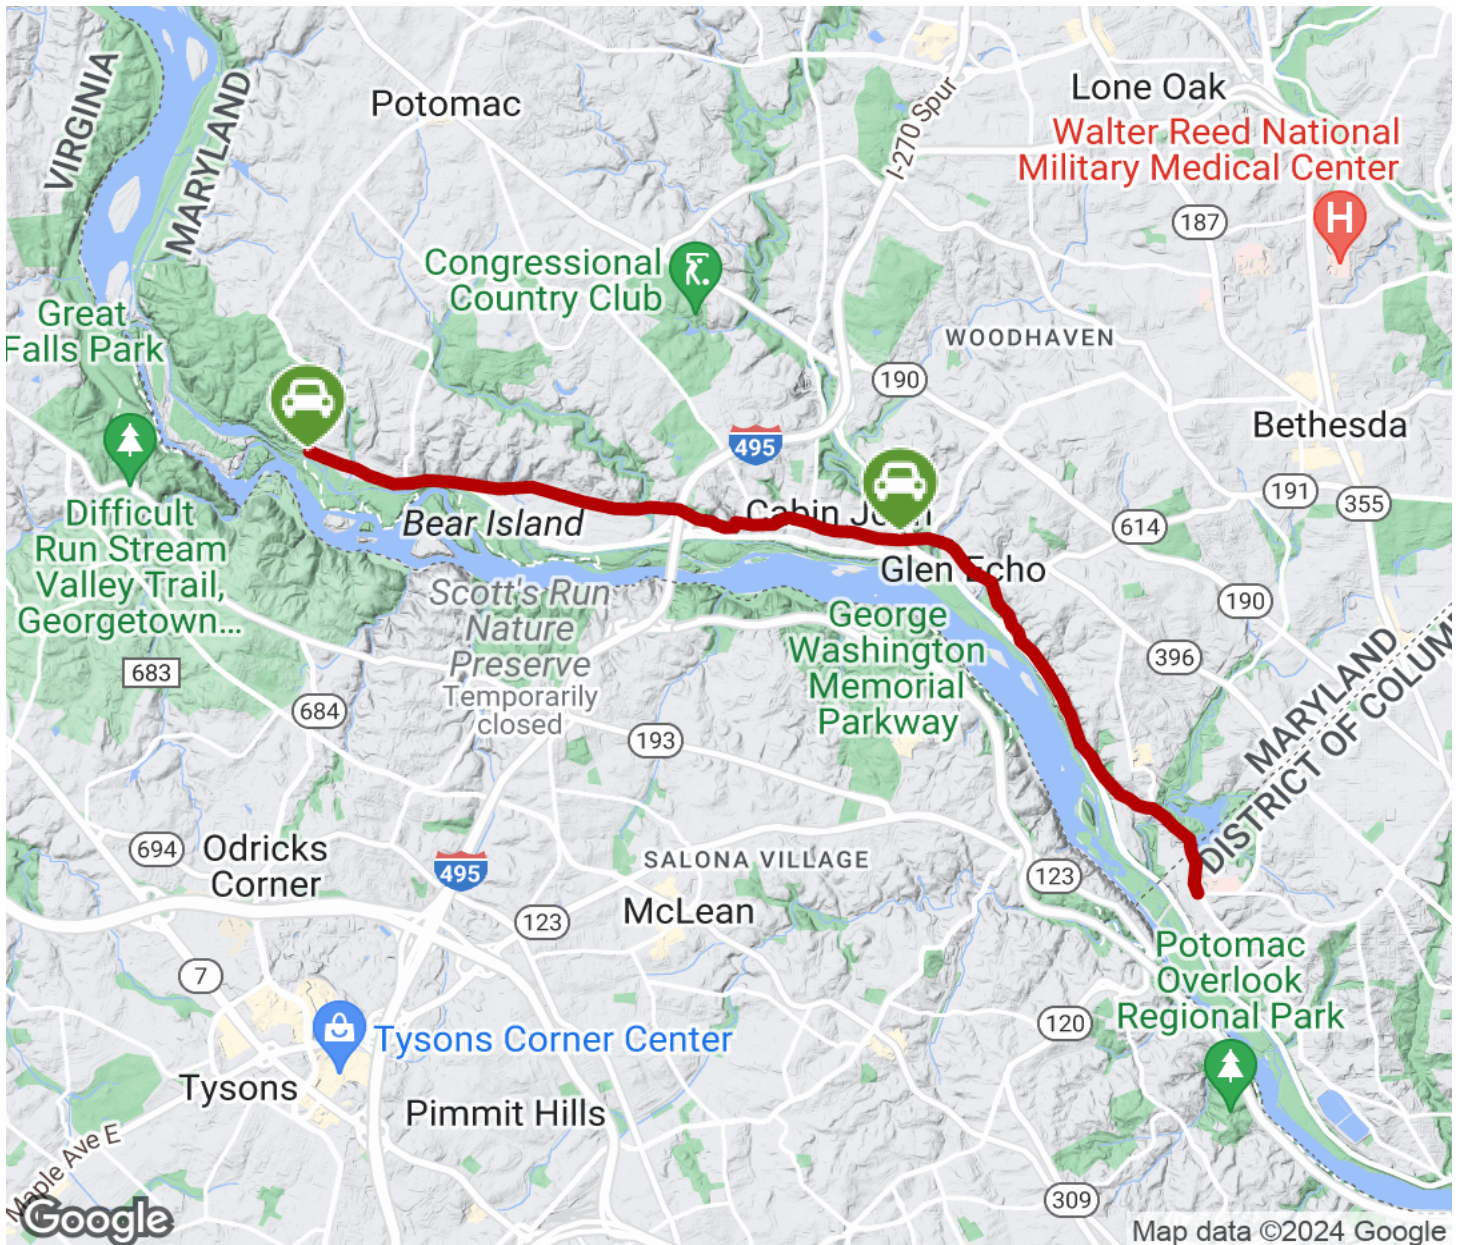 Potomac
Lone Oak
Walter Reed National
Military Medical Center
I-270 Spur
VIRGINIA
MARYLAND
187
H
Congressional
Country Club
Great
Falls Park
WOODHAVEN
190
Bethesda
495
191
355
Difficult
Run Stream
Valley Trail,
Georgetown...
Bear Island
Cabin John
614
Glen Echo
Scott's Run
Nature
Preserve
Temporarily
closed
George
Washington
Memorial
Parkway
190
396
683
684
193
MARYLAND
DISTRICT OF COLUM
694
Odricks
Corner
495
SALONA VILLAGE
123
123
McLean
7
Potomac
Overlook
Regional Park
120
Tysons Corner Center
Tysons
Pimmit Hills
Maple Ave E
309
Google
Map data ©2024 Google